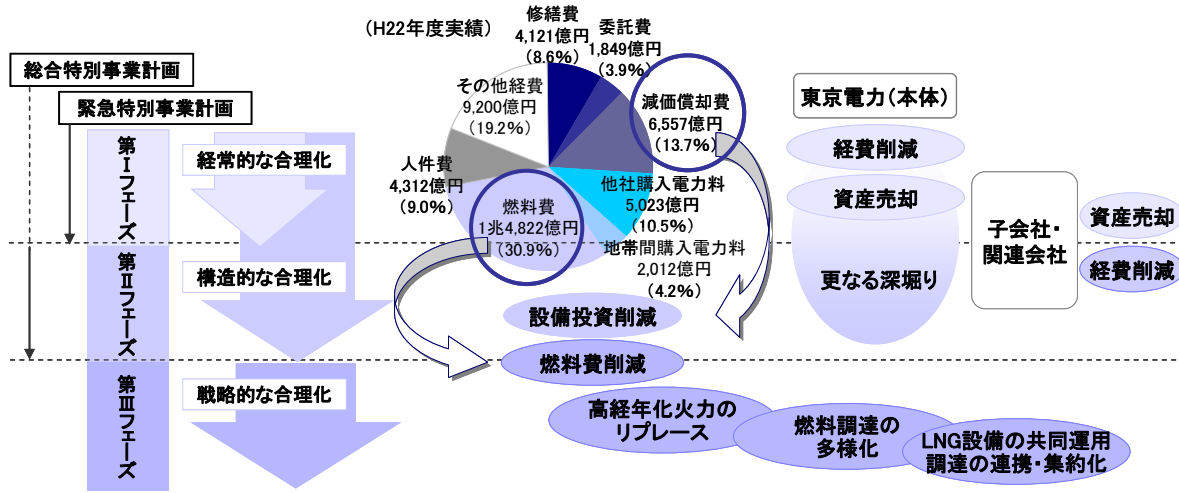 （H22年度実績）
修繕費
4,121億円
（8.6%）
委託費
1,849億円
（3.9%）
減価償却費
6,557億円
（13.7%）
他社購入電力料
5,023億円
（10.5%）
地帯間購入電力料
2,012億円
（4.2%）
燃料費
1兆4,822億円
（30.9%）
人件費
4,312億円
（9.0%）
その他経費
9,200億円
（19.2%）
総合特別事業計画
緊急特別事業計画
第Ⅰフェーズ
経常的な合理化
第Ⅱフェーズ
構造的な合理化
第Ⅲフェーズ
戦略的な合理化
設備投資削減
燃料費削減
高経年化火力の
リプレース
燃料調達の
多様化
LNG設備の共同運用
調達の連携・集約化
東京電力（本体）
経費削減
資産売却
更なる深堀り
子会社・
関連会社
資産売却
経費削減